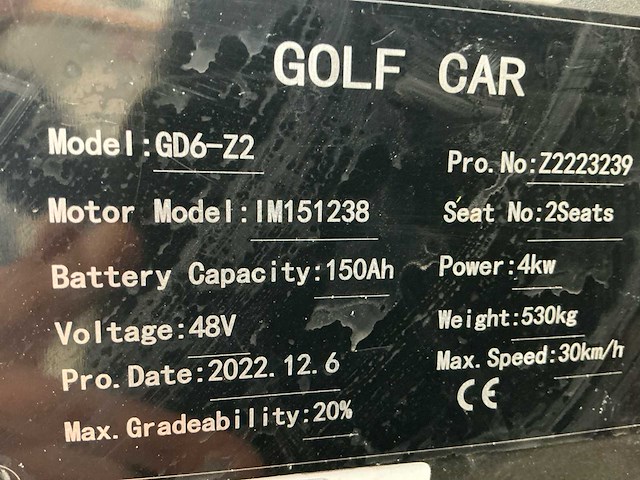 GOLF CAR
Model:GD6-Z2
Pro.No:Z2223239
Motor Model:IM151238
Seat No:2Seats
Battery Capacity:150Ah
Power:4kw
Voltage:48V
Weight:530kg
Pro.Date:2022.12.6
Max.Speed:30km/h
Max.Gradeability:20%
CE